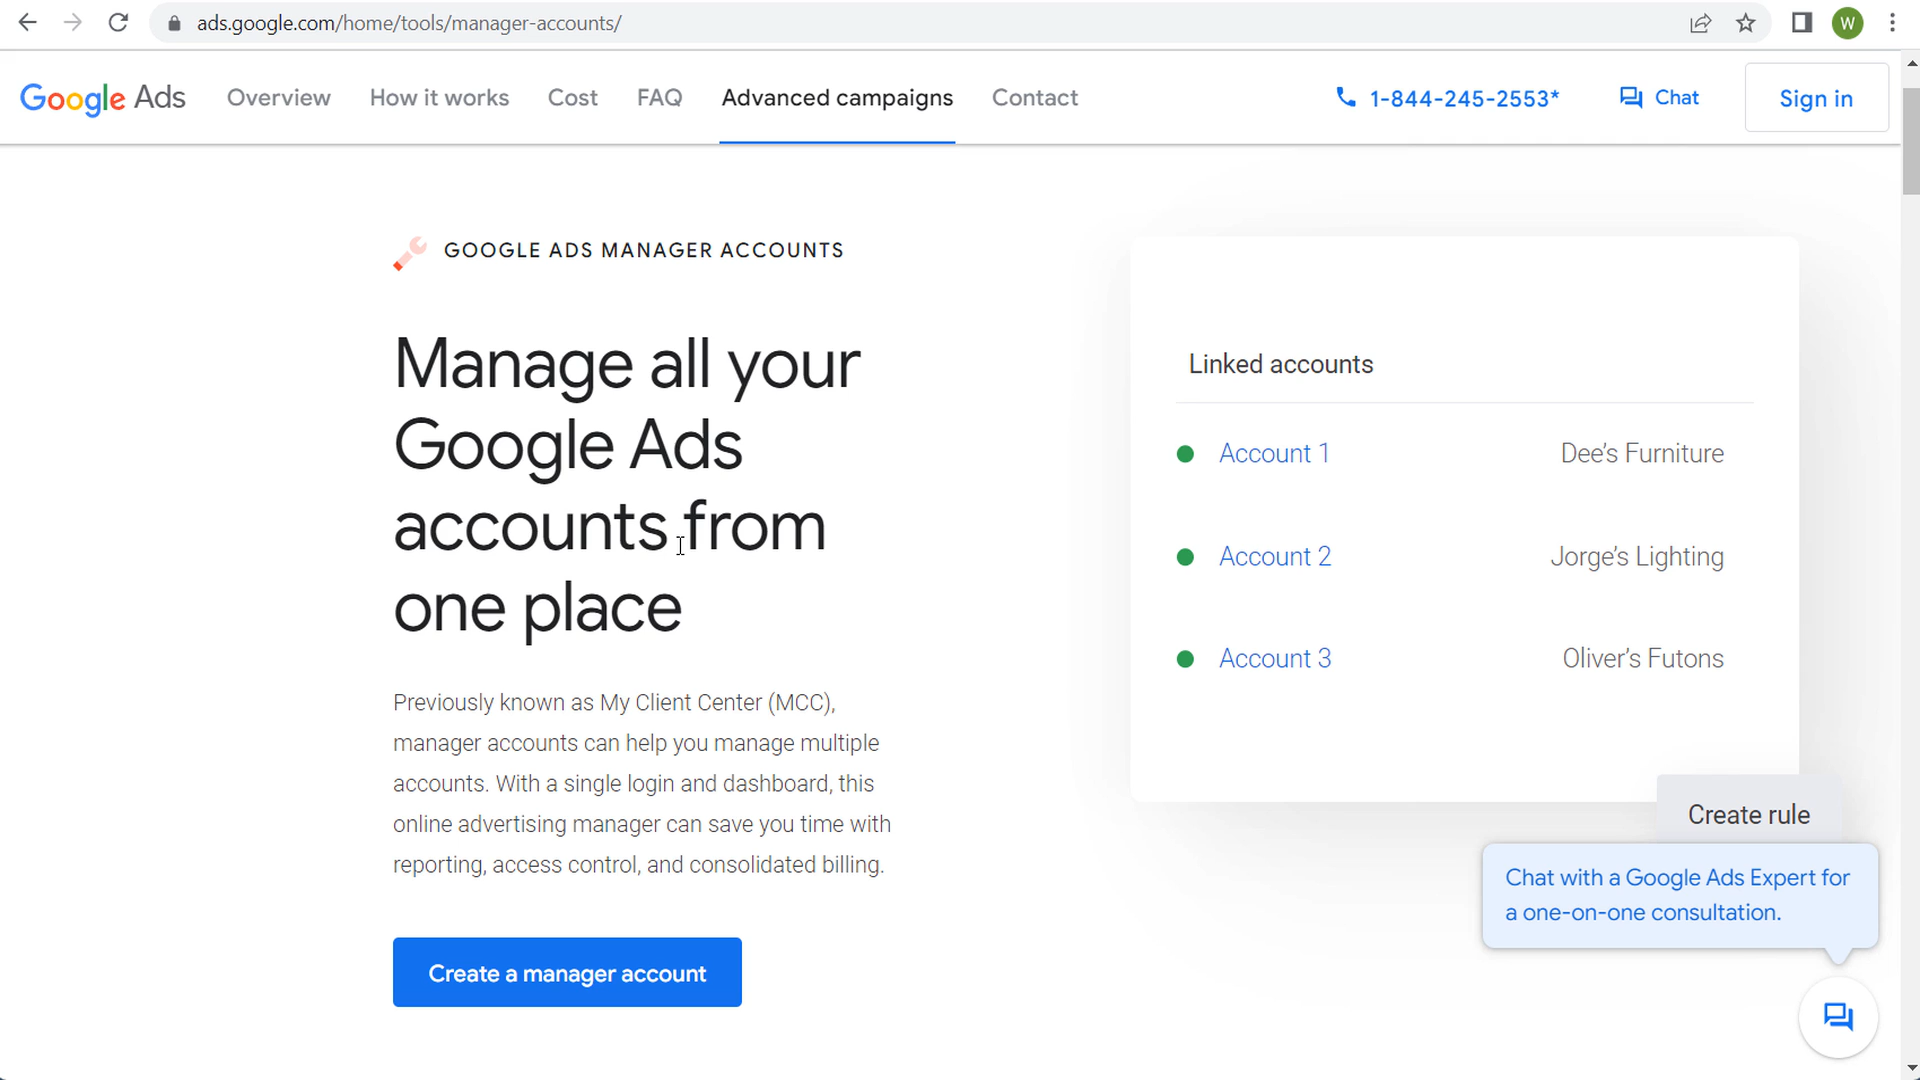 ads.google.com/home/tools/manager-accounts/
W
Google Ads
Overview
How it works
Cost
FAQ
Advanced campaigns
Contact
1-844-245-2553*
Chat
Sign in
GOOGLE ADS MANAGER ACCOUNTS
Manage all your
Google Ads
accounts from
one place
Previously known as My Client Center (MCC),
manager accounts can help you manage multiple
accounts. With a single login and dashboard, this
online advertising manager can save you time with
reporting, access control, and consolidated billing.
Create a manager account
Linked accounts
Account 1 Dee's Furniture
Account 2 Jorge's Lighting
Account 3 Oliver's Futons
Create rule
Chat with a Google Ads Expert for
a one-on-one consultation.